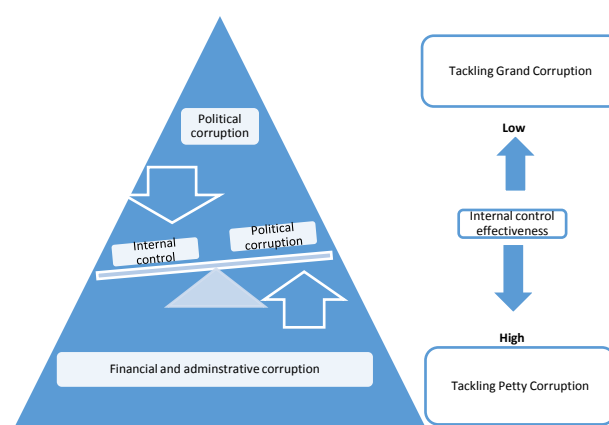 Political
corruption
Internal
control
Political
corruption
Financial and adminstrative corruption
Tackling Grand Corruption
Low
Internal control
effectiveness
High
Tackling Petty Corruption